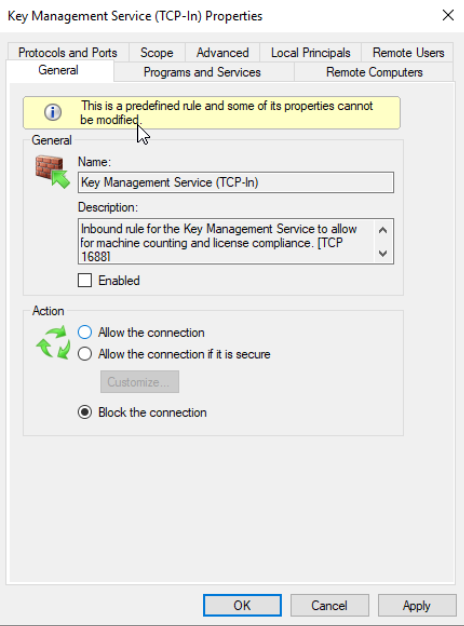 Key Management Service (TCP-In) Properties
Protocols and Ports Scope Advanced Local Principals Remote Users
General Programs and Services Remote Computers
This is a predefined rule and some of its properties cannot
be modified.
General
Name:
Key Management Service (TCP-In)
Description:
Inbound rule for the Key Management Service to allow
for machine counting and license compliance. [TCP
1688]
Enabled
Action
Allow the connection
Allow the connection if it is secure
Customize...
Block the connection
OK Cancel Apply